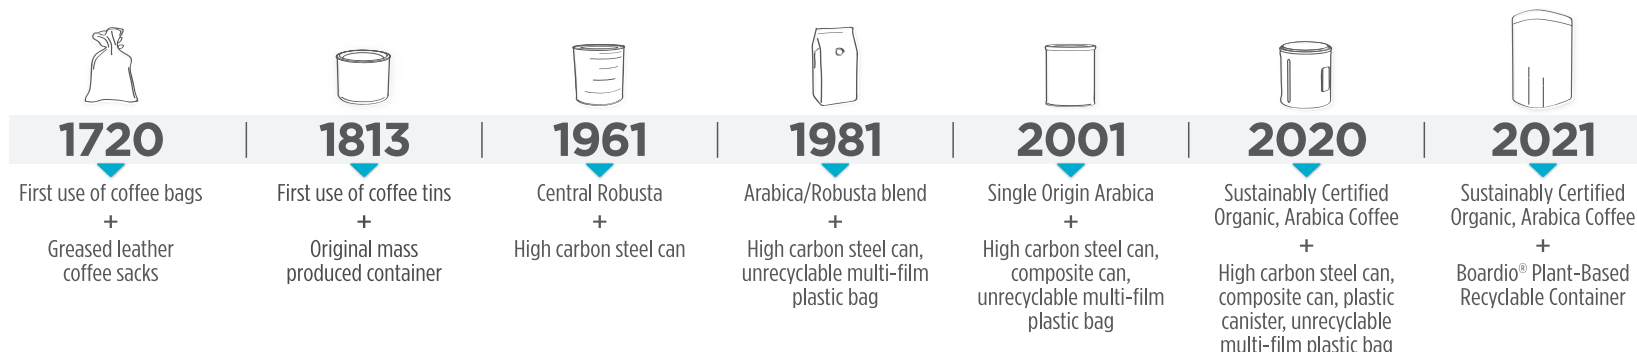 1720
First use of coffee bags
+
Greased leather
coffee sacks
1813
First use of coffee tins
+
Original mass
produced container
1961
Central Robusta
+
High carbon steel can
1981
Arabica/Robusta blend
+
High carbon steel can,
unrecyclable multi-film
plastic bag
2001
Single Origin Arabica
+
High carbon steel can,
composite can,
unrecyclable multi-film
plastic bag
2020
Sustainably Certified
Organic, Arabica Coffee
+
High carbon steel can,
composite can, plastic
canister, unrecyclable
multi-film plastic bag
2021
Sustainably Certified
Organic, Arabica Coffee
+
Boardio® Plant-Based
Recyclable Container